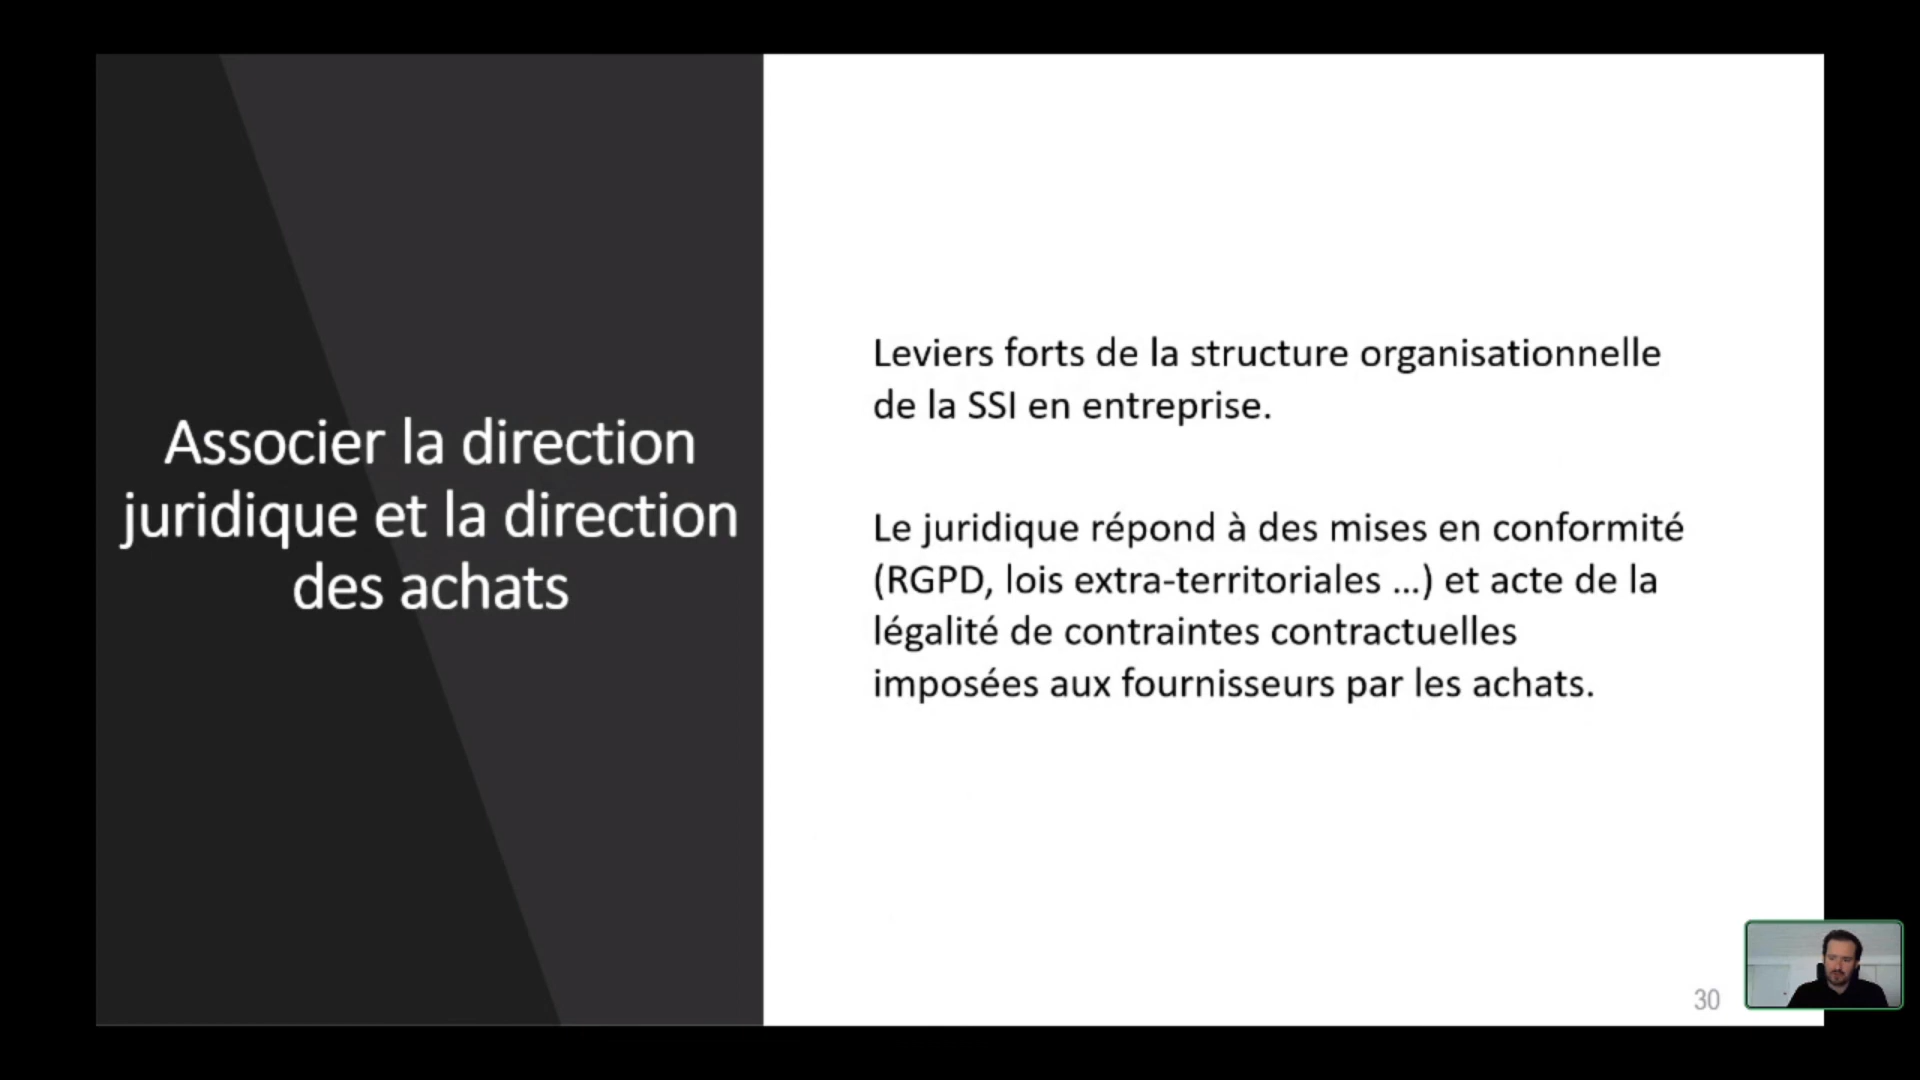 Associer la direction
juridique et la direction
des achats
Leviers forts de la structure organisationnelle
de la SSI en entreprise.
Le juridique répond à des mises en conformité
(RGPD, lois extra-territoriales ...) et acte de la
légalité de contraintes contractuelles
imposées aux fournisseurs par les achats.
30